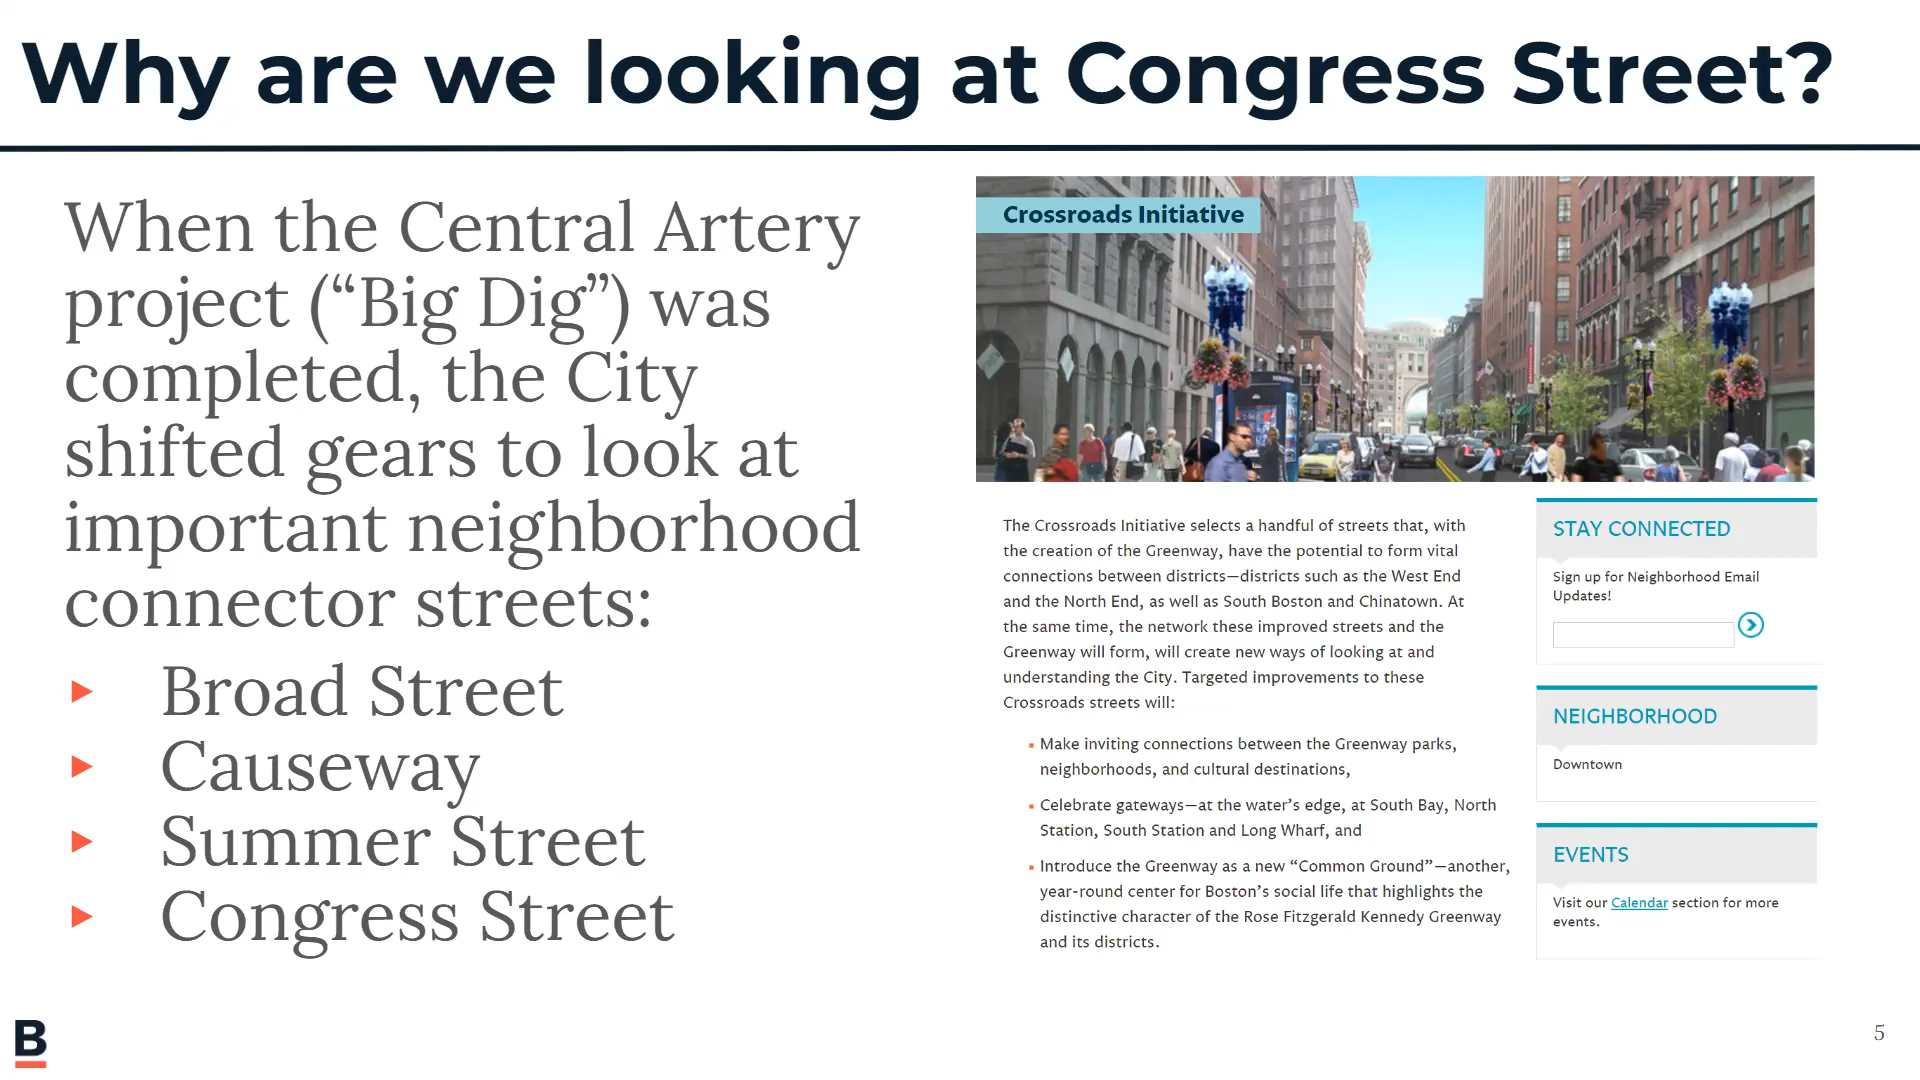 Why are we looking at Congress Street?
When the Central Artery
project (“Big Dig”) was
completed, the City
shifted gears to look at
important neighborhood
connector streets:
▸ Broad Street
▸ Causeway
▸ Summer Street
▸ Congress Street
Crossroads Initiative
The Crossroads Initiative selects a handful of streets that, with
the creation of the Greenway, have the potential to form vital
connections between districts—districts such as the West End
and the North End, as well as South Boston and Chinatown. At
the same time, the network these improved streets and the
Greenway will form, will create new ways of looking at and
understanding the City. Targeted improvements to these
Crossroads streets will:
▪ Make inviting connections between the Greenway parks,
neighborhoods, and cultural destinations,
▪ Celebrate gateways—at the water’s edge, at South Bay, North
Station, South Station and Long Wharf, and
▪ Introduce the Greenway as a new “Common Ground”—another,
year-round center for Boston’s social life that highlights the
distinctive character of the Rose Fitzgerald Kennedy Greenway
and its districts.
STAY CONNECTED
Sign up for Neighborhood Email
Updates!
NEIGHBORHOOD
Downtown
EVENTS
Visit our Calendar section for more
events.
B
5